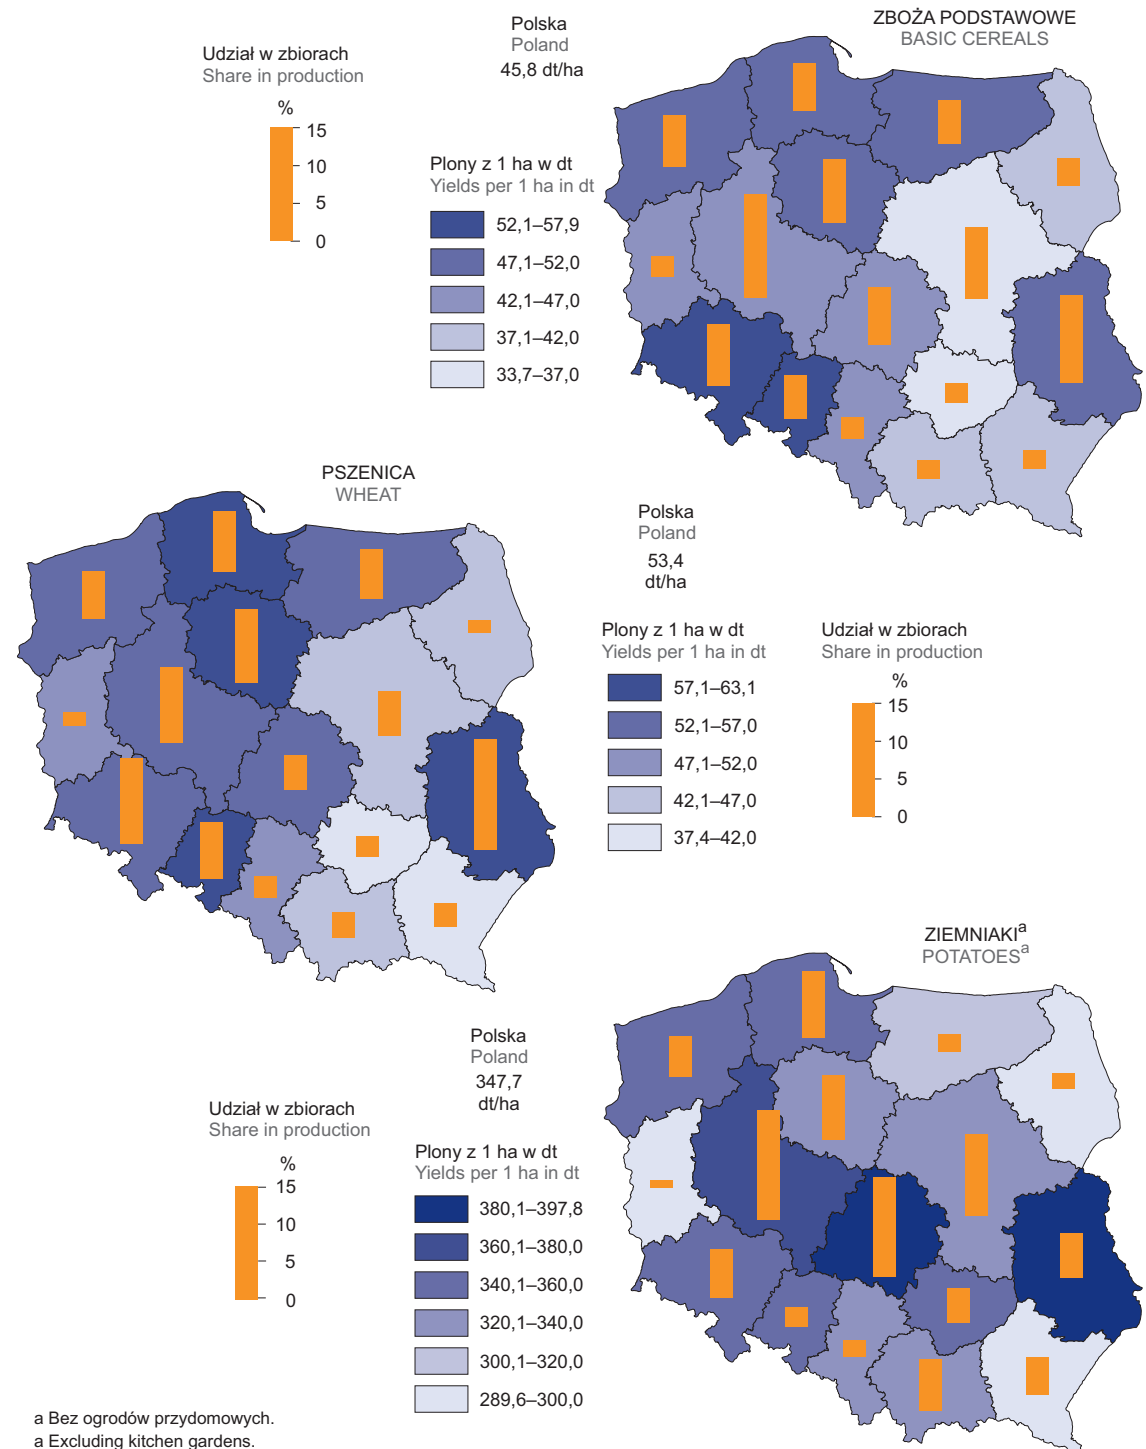 ZBOŻA PODSTAWOWE
BASIC CEREALS
Polska
Poland
45,8 dt/ha
Udział w zbiorach
Share in production
%
15
10
5
0
Plony z 1 ha w dt
Yields per 1 ha in dt
52,1–57,9
47,1–52,0
42,1–47,0
37,1–42,0
33,7–37,0
PSZENICA
WHEAT
Polska
Poland
53,4
dt/ha
Plony z 1 ha w dt
Yields per 1 ha in dt
57,1–63,1
52,1–57,0
47,1–52,0
42,1–47,0
37,4–42,0
Udział w zbiorach
Share in production
%
15
10
5
0
ZIEMNIAKIa
POTATOESa
Polska
Poland
347,7
dt/ha
Udział w zbiorach
Share in production
%
15
10
5
0
Plony z 1 ha w dt
Yields per 1 ha in dt
380,1–397,8
360,1–380,0
340,1–360,0
320,1–340,0
300,1–320,0
289,6–300,0
a Bez ogrodów przydomowych.
a Excluding kitchen gardens.